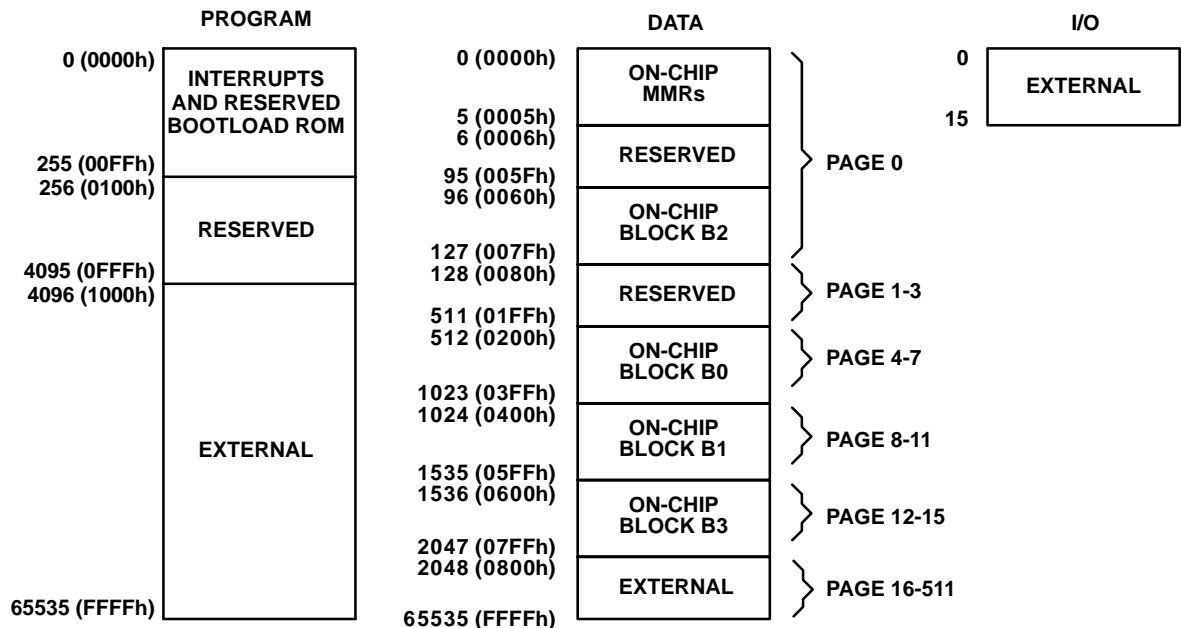 PROGRAM
0 (0000h)
INTERRUPTS
AND RESERVED
BOOTLOAD ROM
255 (00FFh)
256 (0100h)
RESERVED
4095 (0FFFh)
4096 (1000h)
EXTERNAL
65535 (FFFFh)
DATA
0 (0000h)
ON-CHIP
MMRs
5 (0005h)
6 (0006h)
RESERVED
95 (005Fh)
96 (0060h)
ON-CHIP
BLOCK B2
127 (007Fh)
PAGE 0
128 (0080h)
RESERVED
511 (01FFh)
PAGE 1-3
512 (0200h)
ON-CHIP
BLOCK B0
1023 (03FFh)
PAGE 4-7
1024 (0400h)
ON-CHIP
BLOCK B1
1535 (05FFh)
PAGE 8-11
1536 (0600h)
ON-CHIP
BLOCK B3
2047 (07FFh)
PAGE 12-15
2048 (0800h)
EXTERNAL
65535 (FFFFh)
PAGE 16-511
I/O
0
EXTERNAL
15